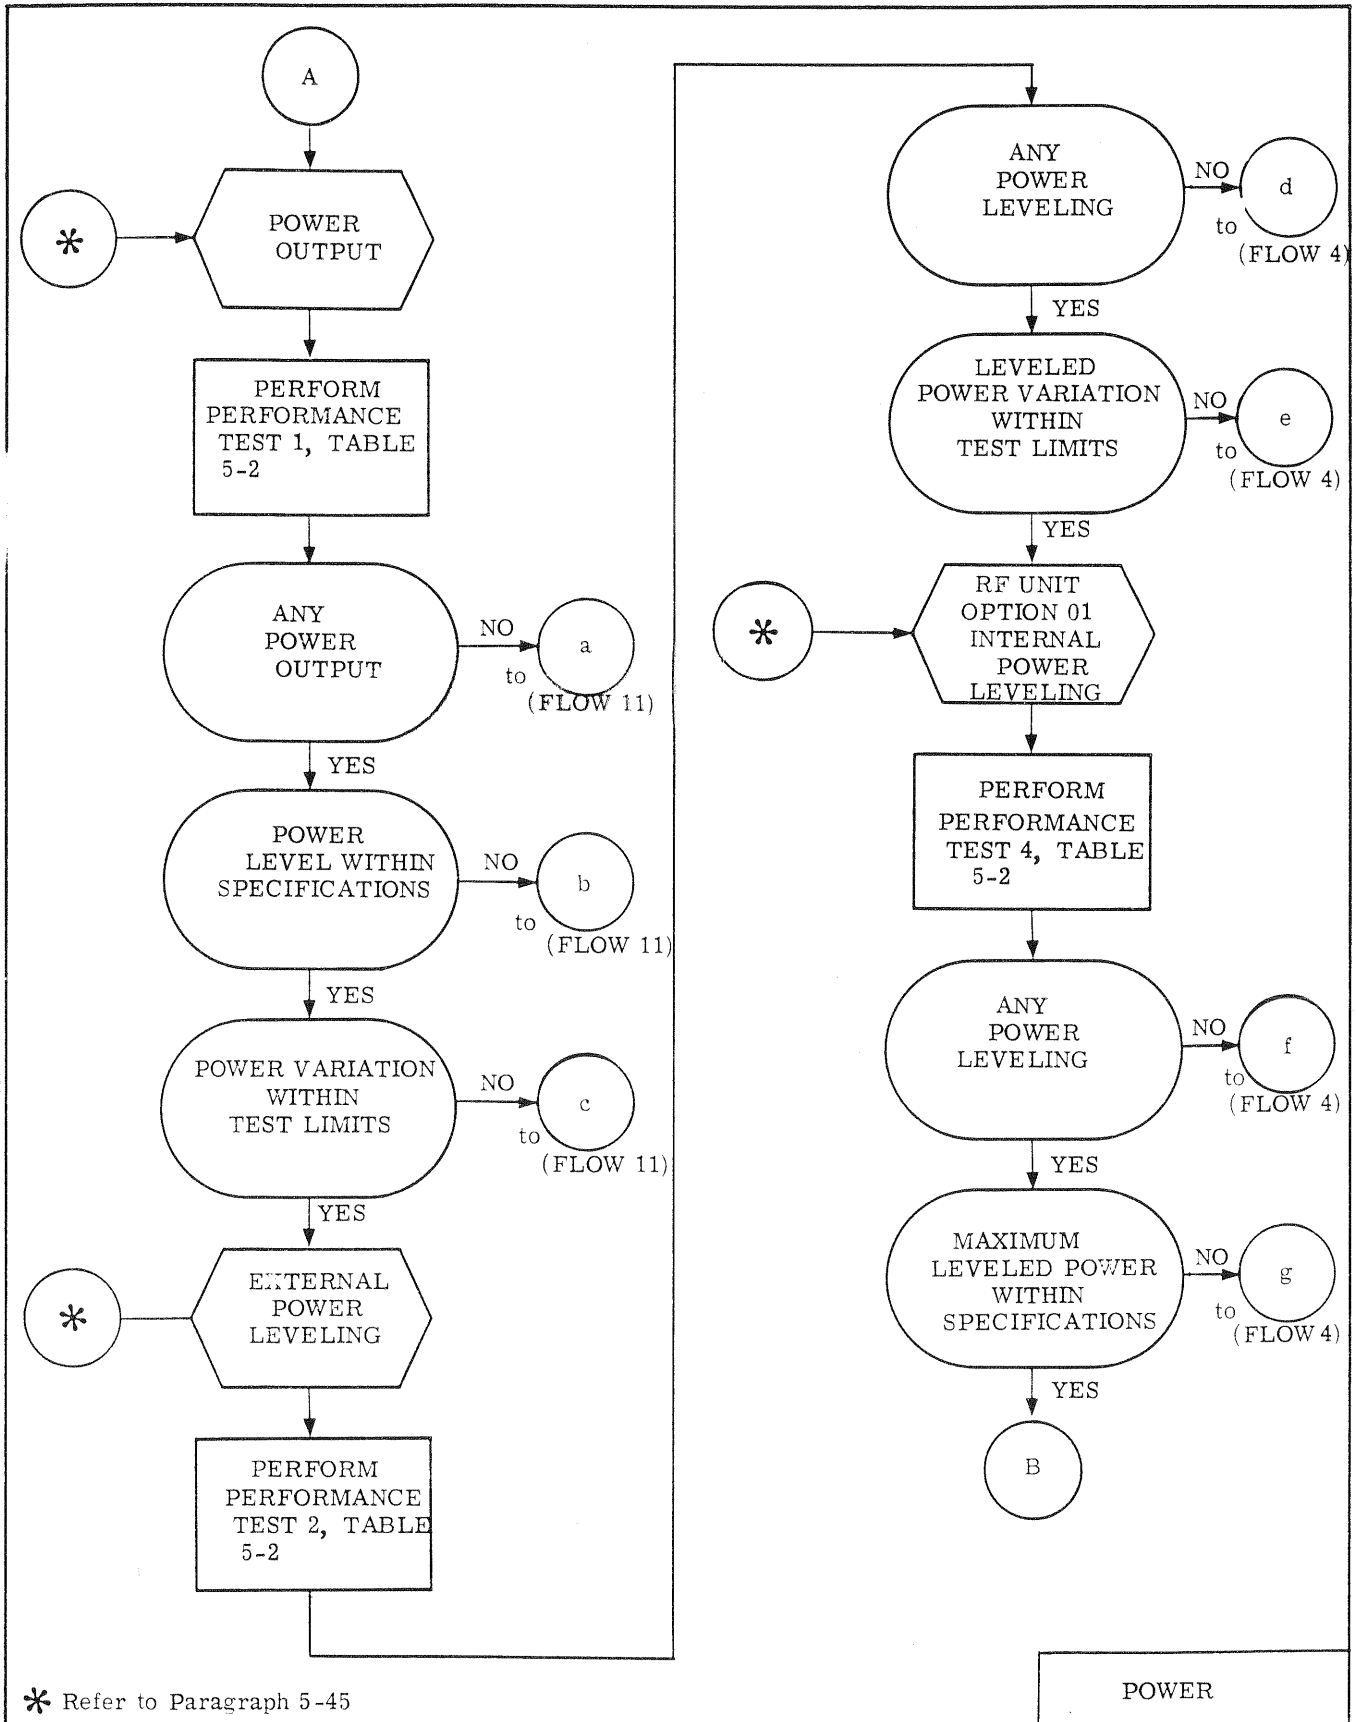 A
*
POWER
OUTPUT
PERFORM
PERFORMANCE
TEST 1, TABLE
5-2
ANY
POWER
OUTPUT
NO
a
to
(FLOW 11)
YES
POWER
LEVEL WITHIN
SPECIFICATIONS
NO
b
to
(FLOW 11)
YES
POWER VARIATION
WITHIN
TEST LIMITS
NO
c
to
(FLOW 11)
YES
*
EXTERNAL
POWER
LEVELING
PERFORM
PERFORMANCE
TEST 2, TABLE
5-2
ANY
POWER
LEVELING
NO
d
to
(FLOW 4)
YES
LEVELED
POWER VARIATION
WITHIN
TEST LIMITS
NO
e
to
(FLOW 4)
YES
*
RF UNIT
OPTION 01
INTERNAL
POWER
LEVELING
PERFORM
PERFORMANCE
TEST 4, TABLE
5-2
ANY
POWER
LEVELING
NO
f
to
(FLOW 4)
YES
MAXIMUM
LEVELED POWER
WITHIN
SPECIFICATIONS
NO
g
to
(FLOW 4)
YES
B
* Refer to Paragraph 5-45
POWER